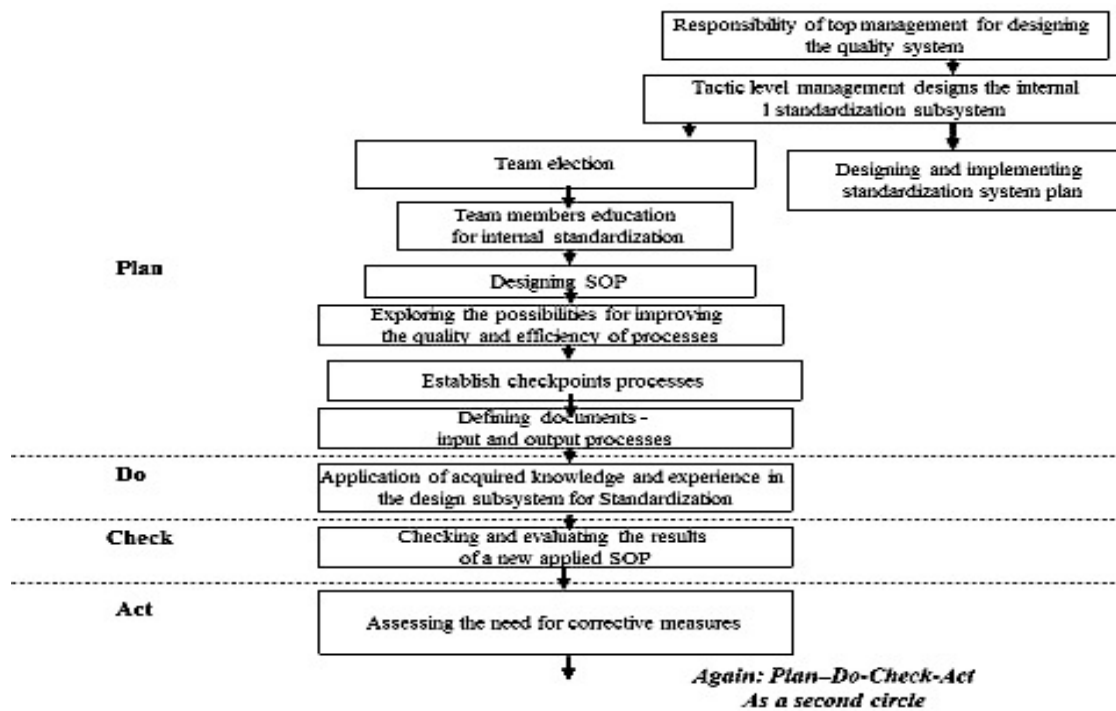 Responsibility of top management for designing
the quality system
Tactic level management designs the internal
l standardization subsystem
Team election
Designing and implementing
standardization system plan
Team members education
for internal standardization
Plan
Designing SOP
Exploring the possibilities for improving
the quality and efficiency of processes
Establish checkpoints processes
Defining documents -
input and output processes
Do
Application of acquired knowledge and experience in
the design subsystem for Standardization
Check
Checking and evaluating the results
of a new applied SOP
Act
Assessing the need for corrective measures
Again: Plan–Do-Check-Act
As a second circle